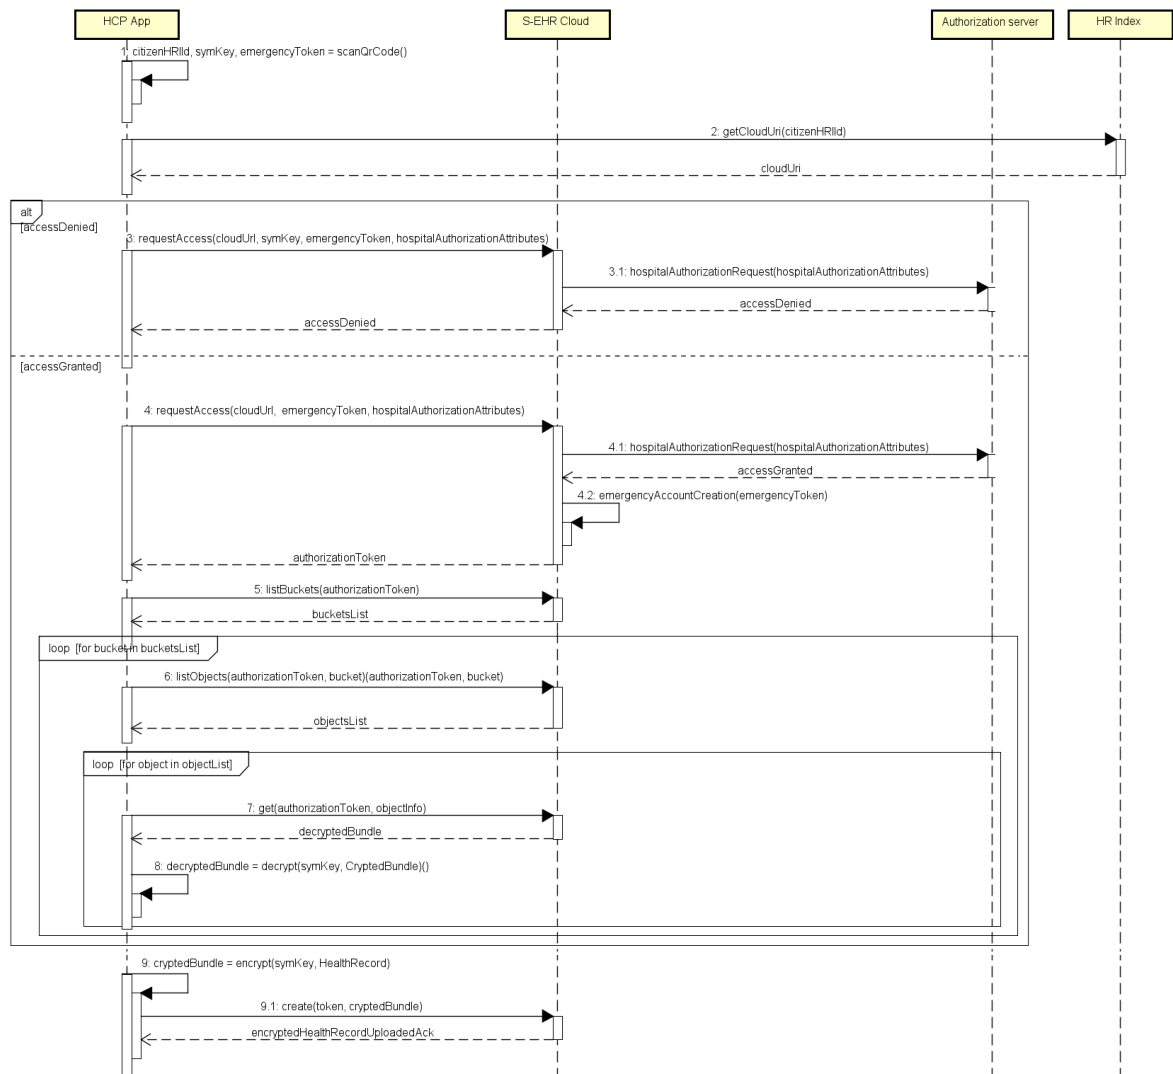 HCP App
S-EHR Cloud
Authorization server
HR Index
1: citizenHRIId, symKey, emergencyToken = scanQrCode()
2: getCloudUri(citizenHRIId)
cloudUri
alt
[accessDenied]
3: requestAccess(cloudUrl, symKey, emergencyToken, hospitalAuthorizationAttributes)
3.1: hospitalAuthorizationRequest(hospitalAuthorizationAttributes)
accessDenied
accessDenied
[accessGranted]
4: requestAccess(cloudUrl, emergencyToken, hospitalAuthorizationAttributes)
4.1: hospitalAuthorizationRequest(hospitalAuthorizationAttributes)
accessGranted
4.2: emergencyAccountCreation(emergencyToken)
authorizationToken
5: listBuckets(authorizationToken)
bucketsList
loop [for bucket in bucketsList]
6: listObjects(authorizationToken, bucket)(authorizationToken, bucket)
objectsList
loop [for object in objectList]
7: get(authorizationToken, objectInfo)
decryptedBundle
8: decryptedBundle = decrypt(symKey, CryptedBundle)()
9: cryptedBundle = encrypt(symKey, HealthRecord)
9.1: create(token, cryptedBundle)
encryptedHealthRecordUploadedAck